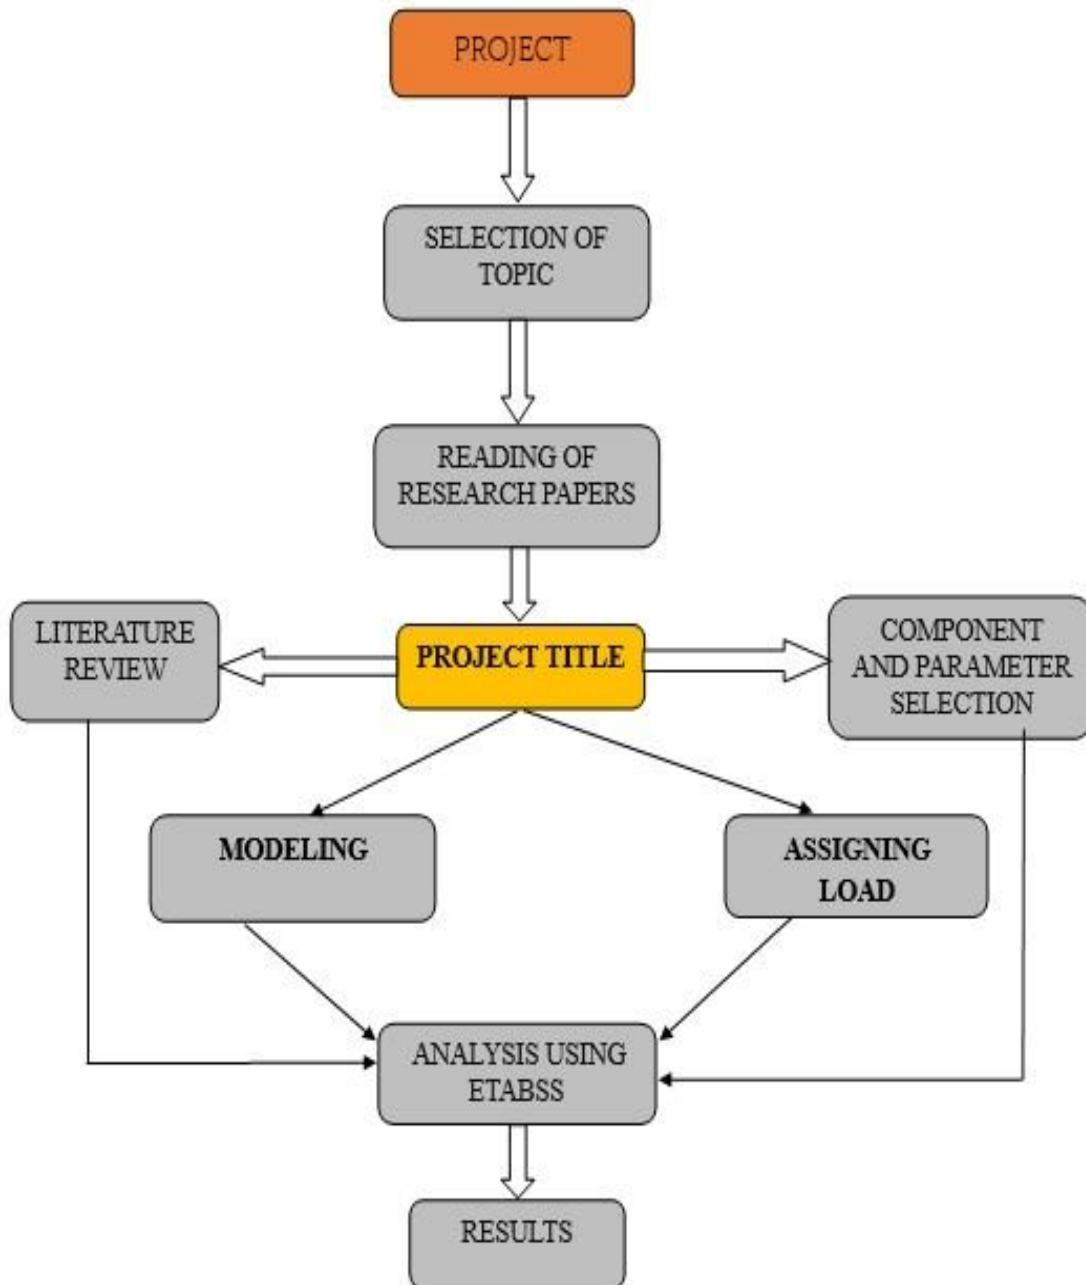 PROJECT
SELECTION OF
TOPIC
READING OF
RESEARCH PAPERS
LITERATURE
REVIEW
PROJECT TITLE
COMPONENT
AND PARAMETER
SELECTION
MODELING
ASSIGNING
LOAD
ANALYSIS USING
ETABSS
RESULTS